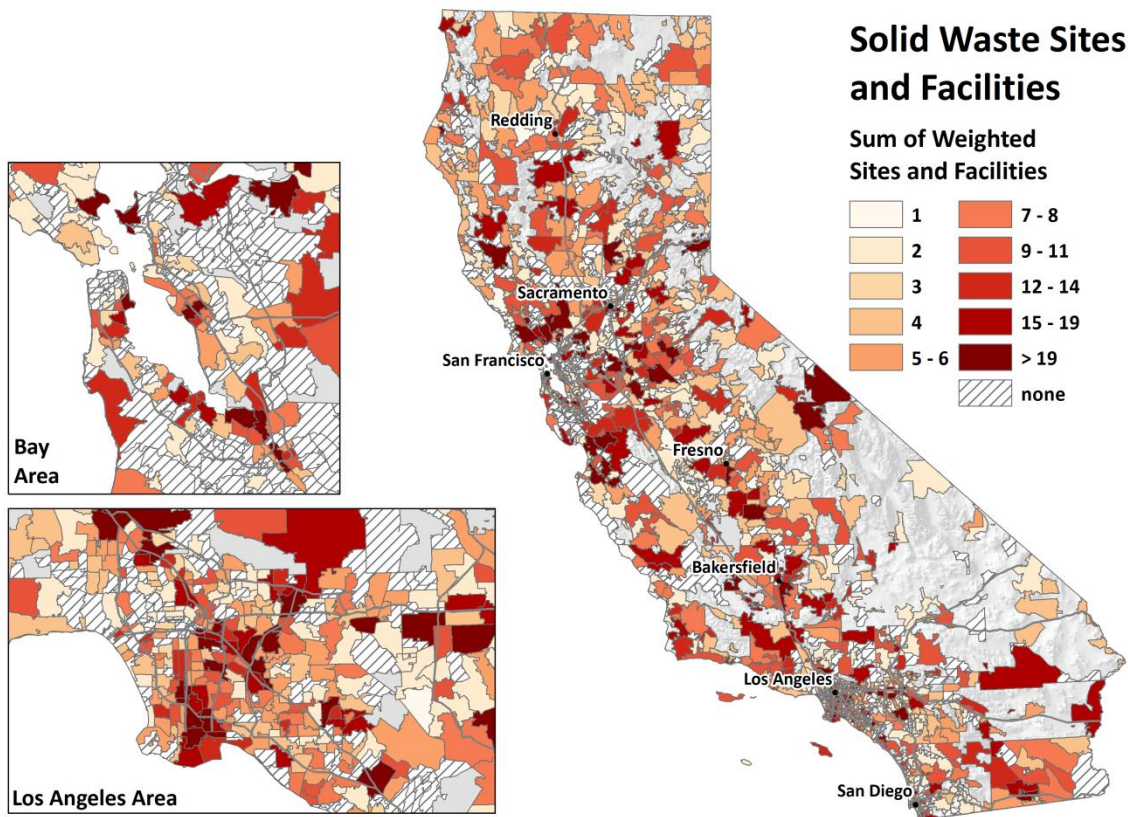 Solid Waste Sites
and Facilities
Sum of Weighted
Sites and Facilities
1
2
3
4
5 - 6
7 - 8
9 - 11
12 - 14
15 - 19
> 19
none
Redding
Sacramento
San Francisco
Fresno
Bakersfield
Los Angeles
San Diego
Bay
Area
Los Angeles Area